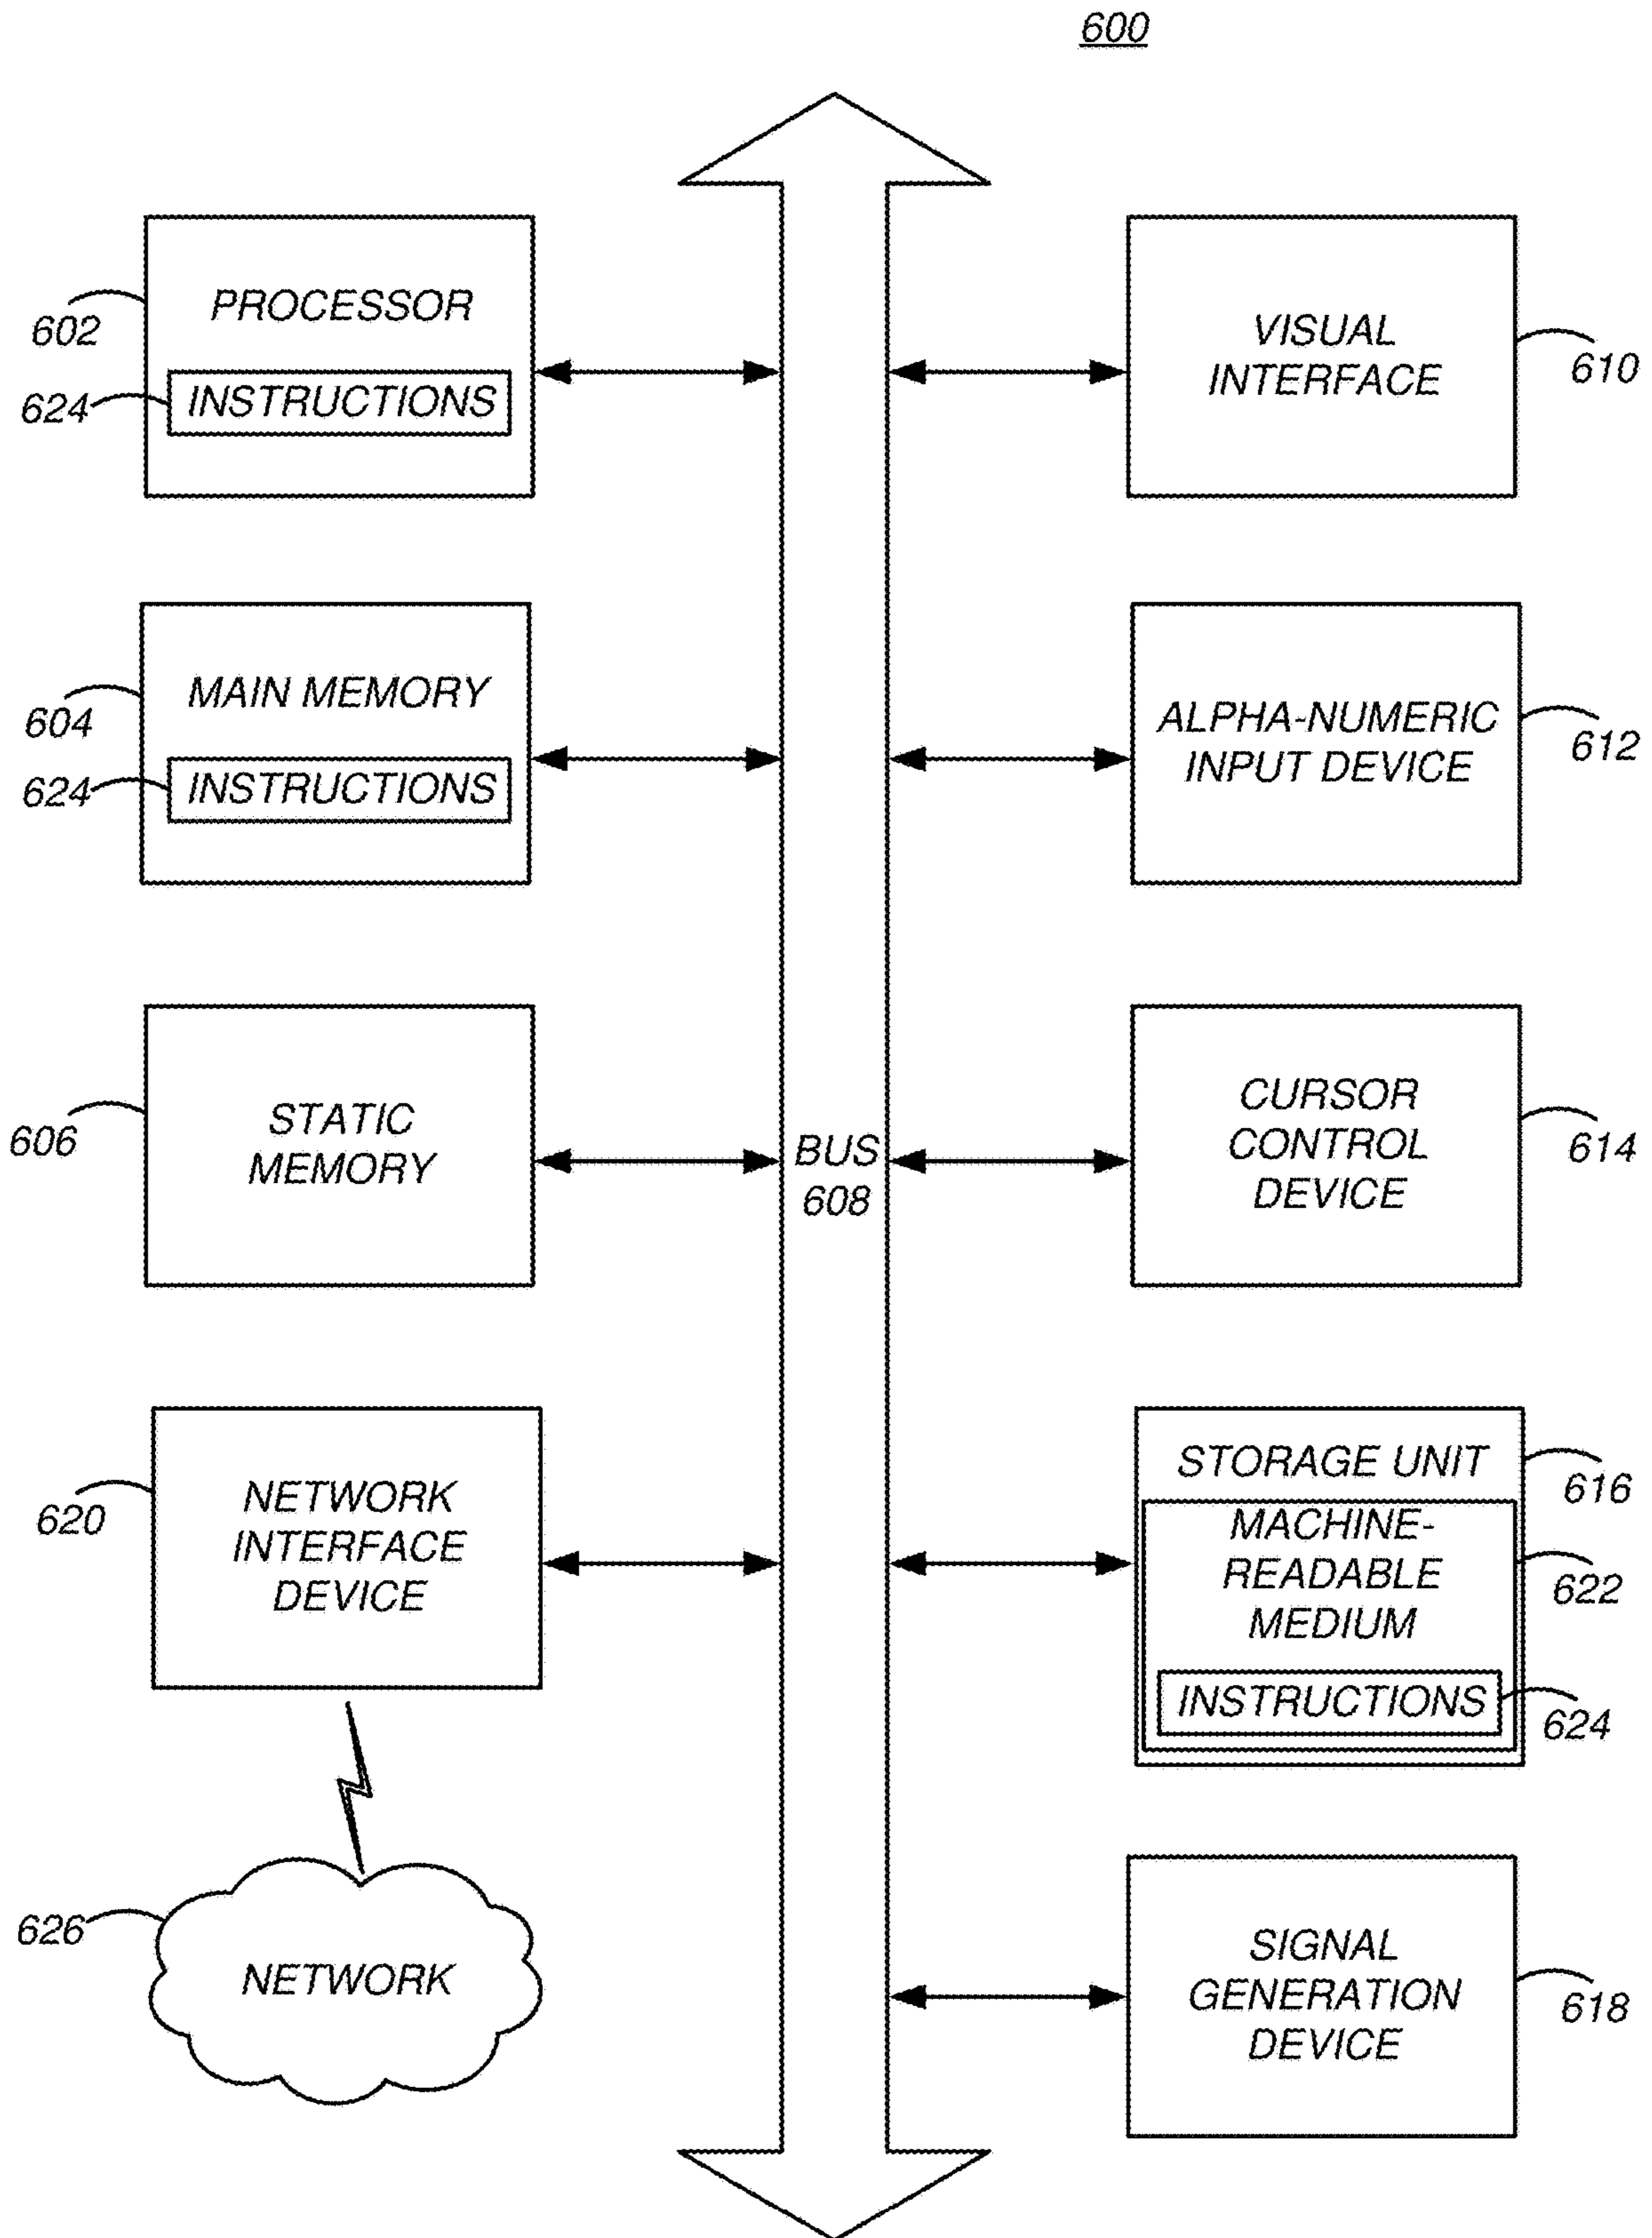 600
PROCESSOR
602
624
INSTRUCTIONS
VISUAL
INTERFACE
610
MAIN MEMORY
604
624
INSTRUCTIONS
ALPHA-NUMERIC
INPUT DEVICE
612
STATIC
MEMORY
606
BUS
608
CURSOR
CONTROL
DEVICE
614
NETWORK
INTERFACE
DEVICE
620
STORAGE UNIT
616
MACHINE-
READABLE
MEDIUM
622
INSTRUCTIONS
624
626
NETWORK
SIGNAL
GENERATION
DEVICE
618